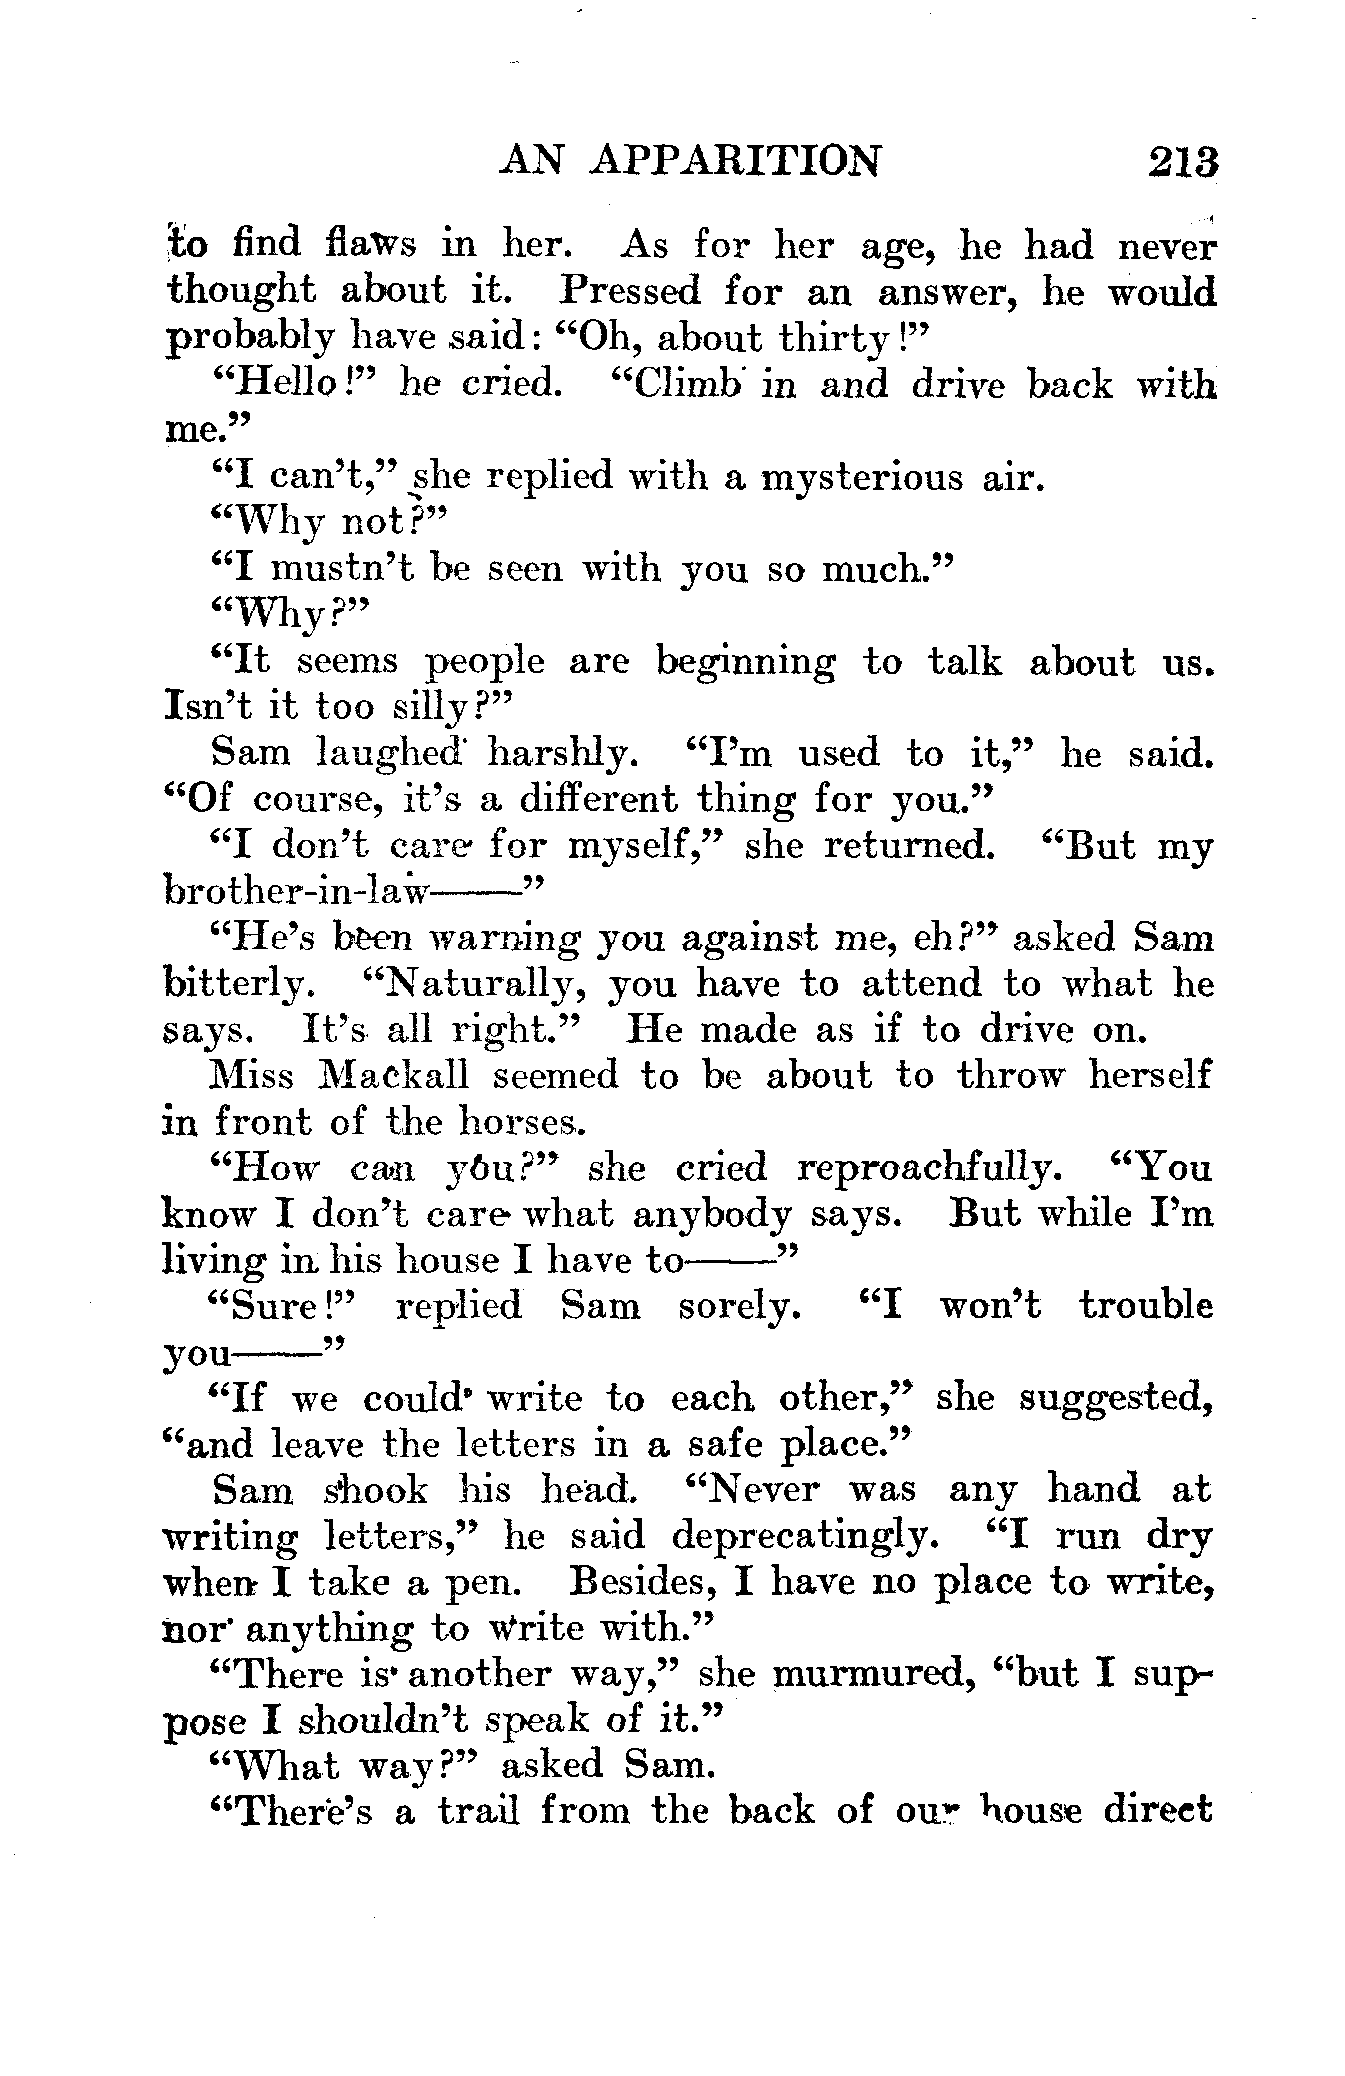 AN APPARITION 213
to find flaws in her. As for her age, he had never
thought about it. Pressed for an answer, he would
probably have said: “Oh, about thirty!”
“Hello!” he cried. “Climb in and drive back with
me.”
“I can’t,” she replied with a mysterious air.
“Why not?”
“I mustn’t be seen with you so much.”
“Why?”
“It seems people are beginning to talk about us.
Isn’t it too silly?”
Sam laughed harshly. “I’m used to it,” he said.
“Of course, it’s a different thing for you.”
“I don’t care for myself,” she returned. “But my
brother-in-law——”
“He’s been warning you against me, eh?” asked Sam
bitterly. “Naturally, you have to attend to what he
says. It’s all right.” He made as if to drive on.
Miss Mackall seemed to be about to throw herself
in front of the horses.
“How can you?” she cried reproachfully. “You
know I don’t care what anybody says. But while I’m
living in his house I have to——”
“Sure!” replied Sam sorely. “I won’t trouble
you——”
“If we could write to each other,” she suggested,
“and leave the letters in a safe place.”
Sam shook his head. “Never was any hand at
writing letters,” he said deprecatingly. “I run dry
when I take a pen. Besides, I have no place to write,
nor anything to write with.”
“There is another way,” she murmured, “but I sup-
pose I shouldn’t speak of it.”
“What way?” asked Sam.
“There’s a trail from the back of our house direct